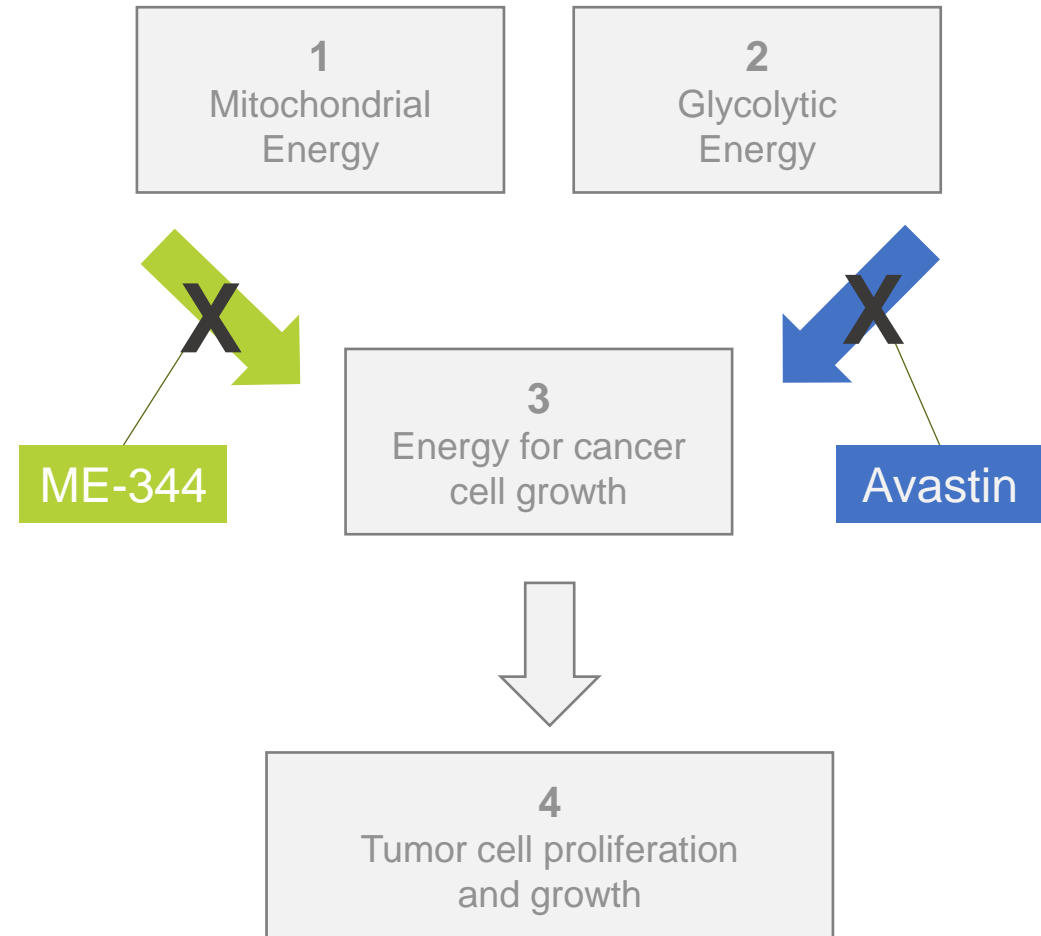 1
Mitochondrial
Energy
2
Glycolytic
Energy
X
X
3
Energy for cancer
cell growth
ME-344
Avastin
4
Tumor cell proliferation
and growth